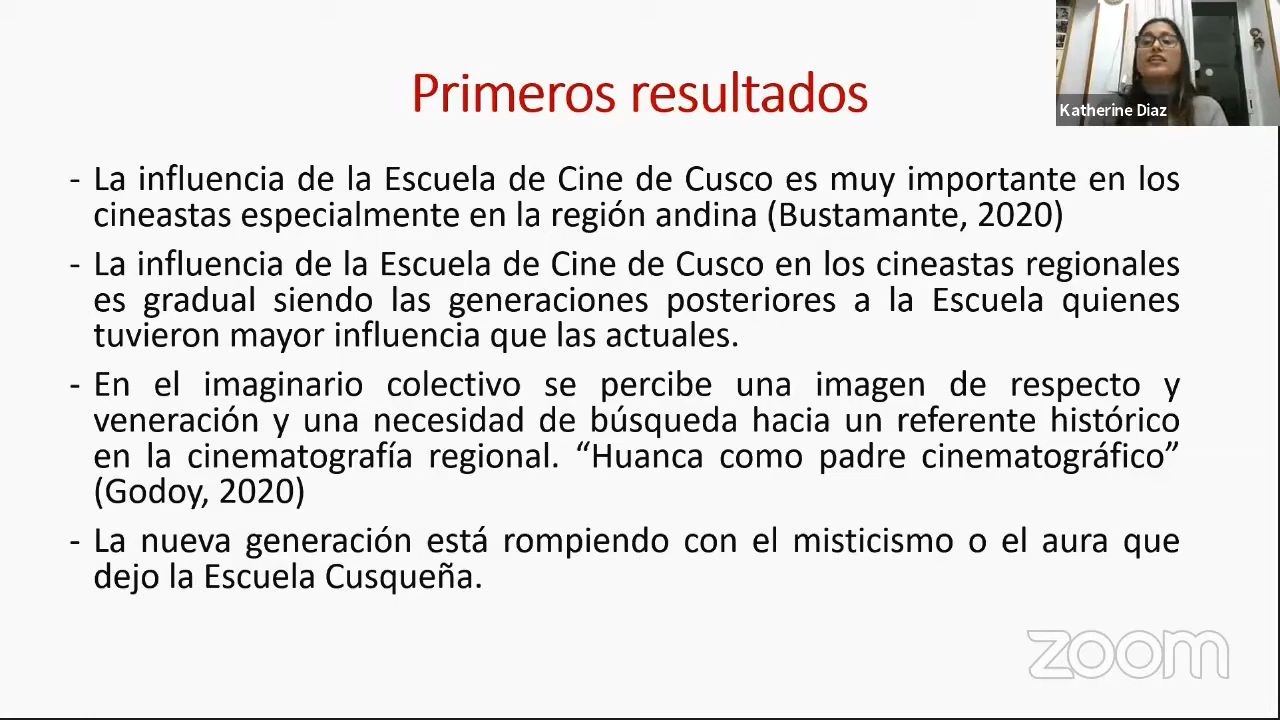 Primeros resultados
Katherine Diaz
- La influencia de la Escuela de Cine de Cusco es muy importante en los
cineastas especialmente en la región andina (Bustamante, 2020)
- La influencia de la Escuela de Cine de Cusco en los cineastas regionales
es gradual siendo las generaciones posteriores a la Escuela quienes
tuvieron mayor influencia que las actuales.
- En el imaginario colectivo se percibe una imagen de respecto y
veneración y una necesidad de búsqueda hacia un referente histórico
en la cinematografía regional. “Huanca como padre cinematográfico”
(Godoy, 2020)
- La nueva generación está rompiendo con el misticismo o el aura que
dejo la Escuela Cusqueña.
zoom